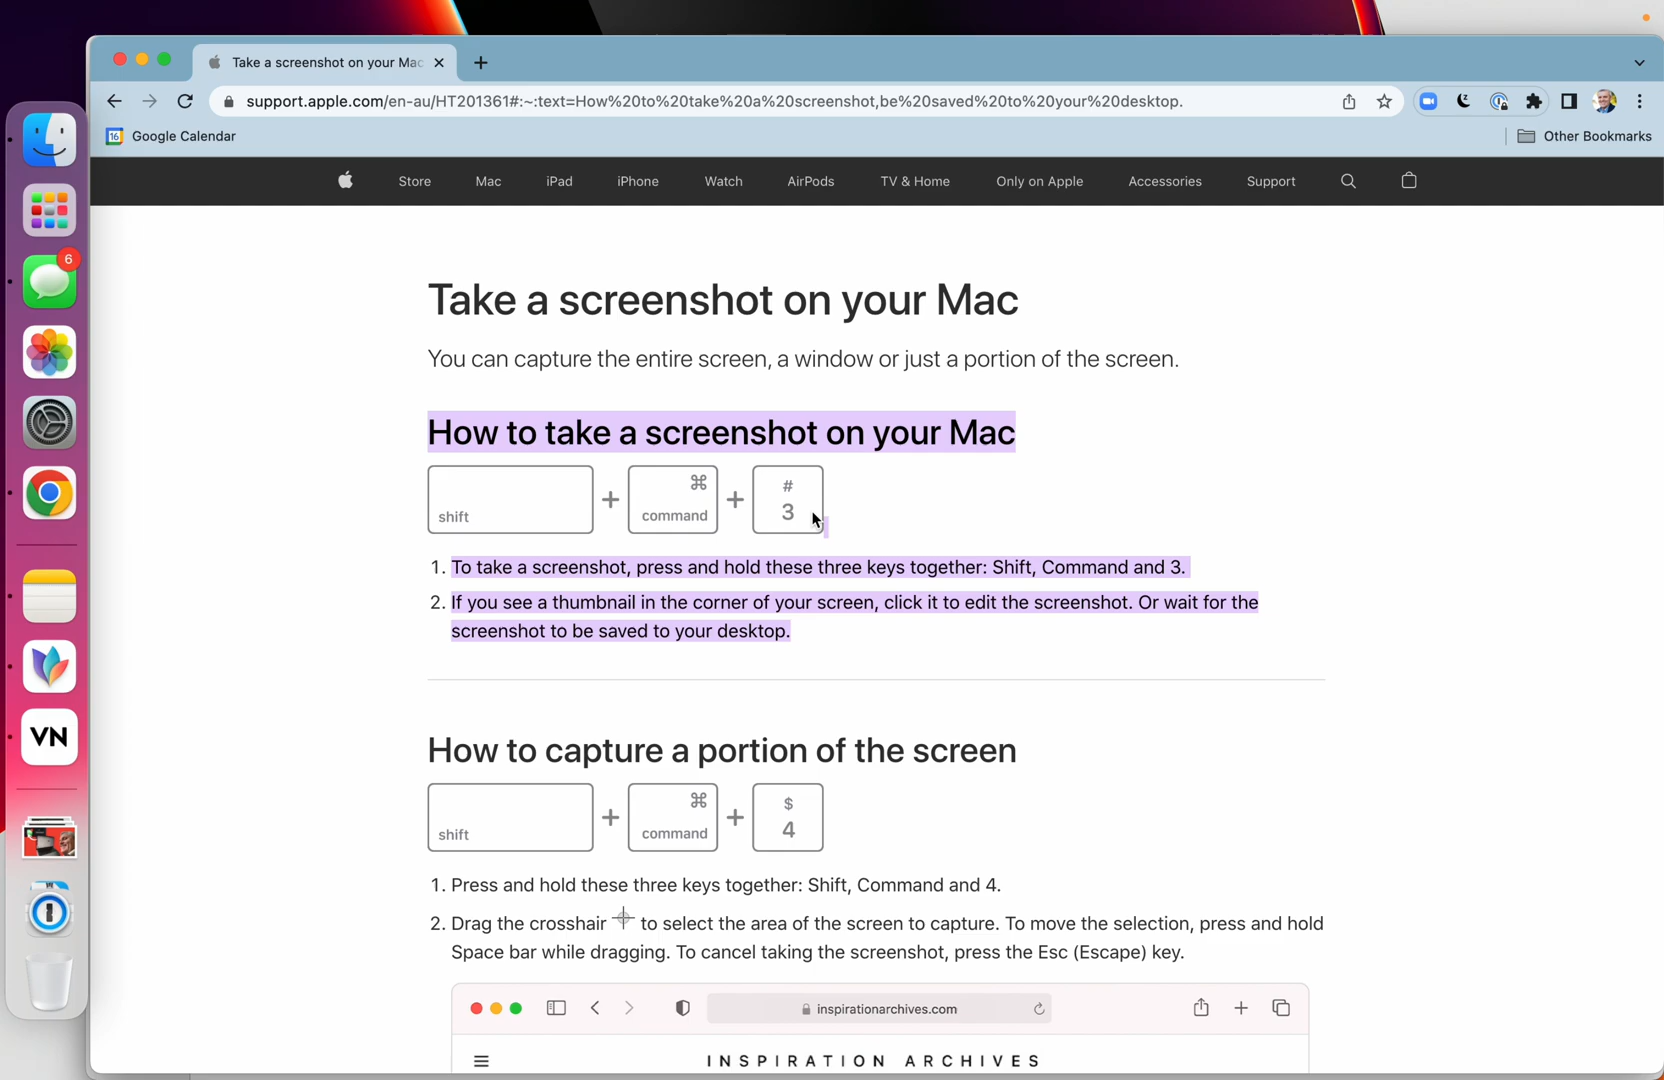 Take a screenshot on your Mac
support.apple.com/en-au/HT201361#:~:text=How%20to%20take%20a%20screenshot,be%20saved%20to%20your%20desktop.
16 Google Calendar
Other Bookmarks
Store Mac iPad iPhone Watch AirPods TV & Home Only on Apple Accessories Support
6
Take a screenshot on your Mac
You can capture the entire screen, a window or just a portion of the screen.
How to take a screenshot on your Mac
shift + ⌘ command + # 3
1. To take a screenshot, press and hold these three keys together: Shift, Command and 3.
2. If you see a thumbnail in the corner of your screen, click it to edit the screenshot. Or wait for the
screenshot to be saved to your desktop.
VN
How to capture a portion of the screen
shift + ⌘ command + $ 4
1. Press and hold these three keys together: Shift, Command and 4.
2. Drag the crosshair to select the area of the screen to capture. To move the selection, press and hold
Space bar while dragging. To cancel taking the screenshot, press the Esc (Escape) key.
inspirationarchives.com
INSPIRATION ARCHIVES